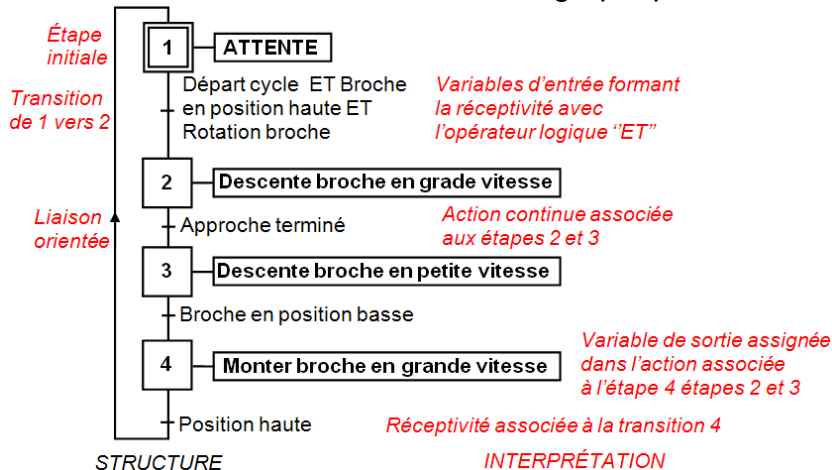 Étape
initiale
1
ATTENTE
Transition
de 1 vers 2
Départ cycle ET Broche
en position haute ET
Rotation broche
Variables d'entrée formant
la réceptivité avec
l'opérateur logique ''ET''
2
Descente broche en grade vitesse
Liaison
orientée
Approche terminé
Action continue associée
aux étapes 2 et 3
3
Descente broche en petite vitesse
Broche en position basse
4
Monter broche en grande vitesse
Variable de sortie assignée
dans l'action associée
à l'étape 4 étapes 2 et 3
Position haute
Réceptivité associée à la transition 4
STRUCTURE
INTERPRÉTATION